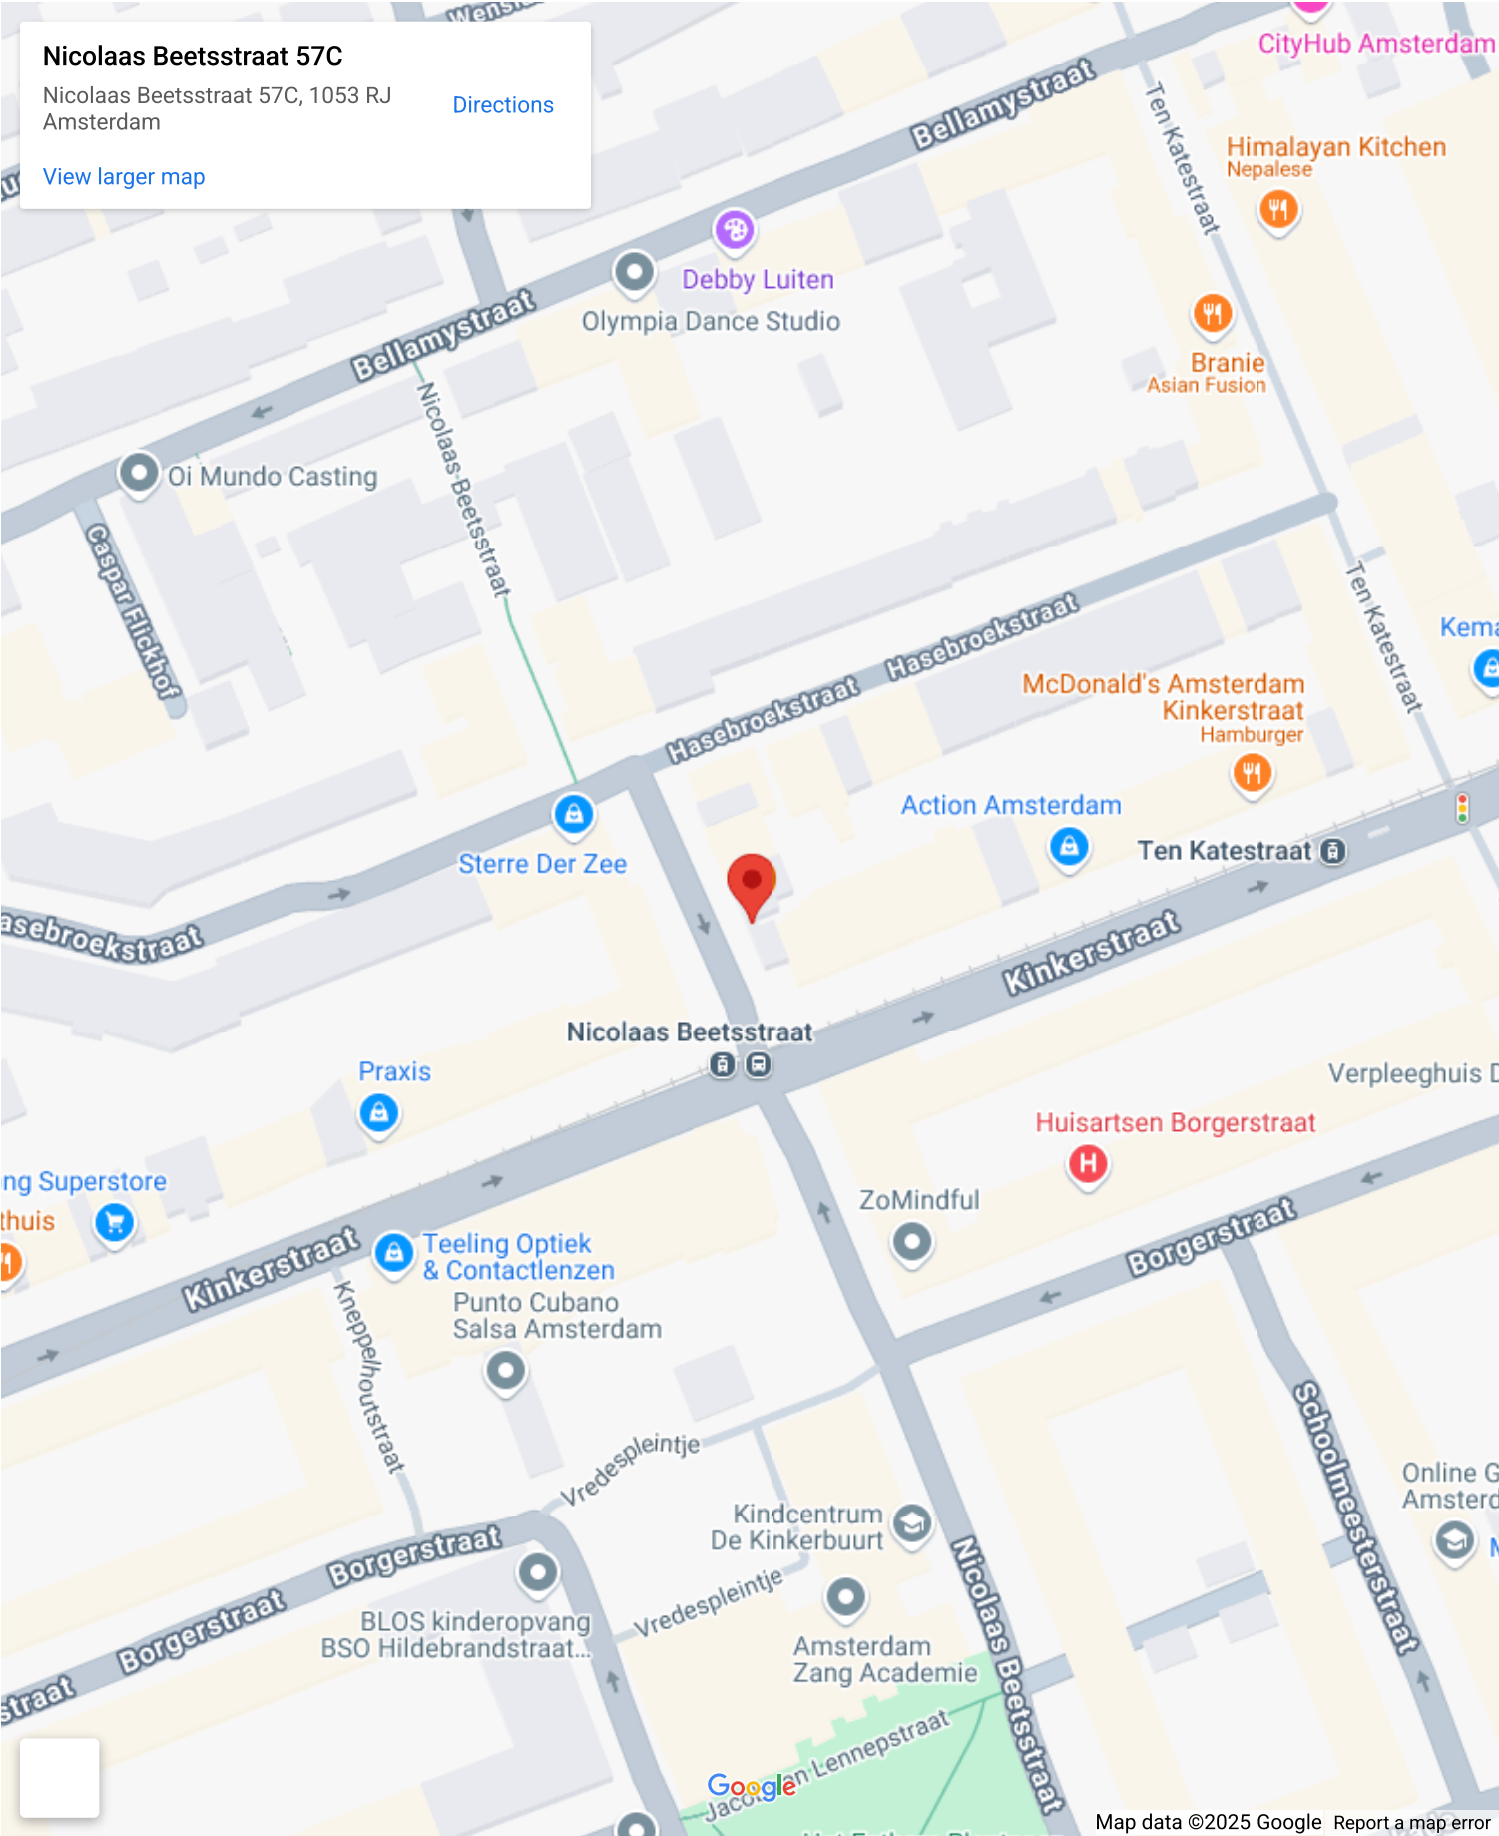 Wensl
Nicolaas Beetsstraat 57C
Nicolaas Beetsstraat 57C, 1053 RJ
Amsterdam
Directions
View larger map
CityHub Amsterdam
Bellamystraat
Ten Katestraat
Himalayan Kitchen
Nepalese
Debby Luiten
Olympia Dance Studio
Bellamystraat
Branie
Asian Fusion
Nicolaas-Beetsstraat
Oi Mundo Casting
Caspar Flickhof
Hasebroekstraat
Hasebroekstraat
Ten Katestraat
Kema
McDonald's Amsterdam
Kinkerstraat
Hamburger
Action Amsterdam
Sterre Der Zee
Ten Katestraat
asebroekstraat
Kinkerstraat
Nicolaas Beetsstraat
Praxis
Verpleeghuis D
Huisartsen Borgerstraat
ng Superstore
thuis
ZoMindful
Borgerstraat
Teeling Optiek
& Contactlenzen
Kinkerstraat
Punto Cubano
Salsa Amsterdam
Kneppelhoutstraat
Schoolmeesterstraat
Vredespleintje
Online G
Amsterd
Kindcentrum
De Kinkerbuurt
M
Borgerstraat
Vredespleintje
Nicolaas Beetsstraat
BLOS kinderopvang
BSO Hildebrandstraat...
Borgerstraat
Amsterdam
Zang Academie
straat
an Lennepstraat
Jaco
Google
Map data ©2025 Google
Report a map error